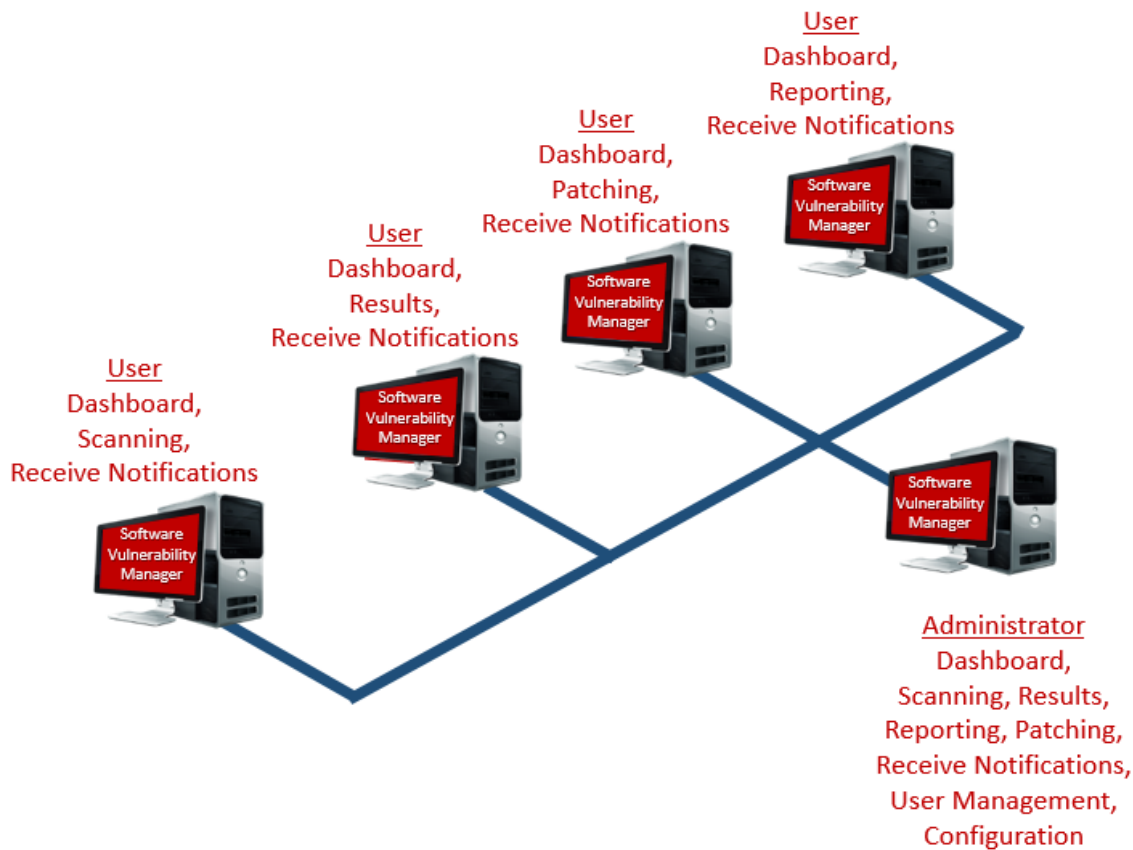 User
Dashboard,
Reporting,
Receive Notifications
Software
Vulnerability
Manager
User
Dashboard,
Patching,
Receive Notifications
Software
Vulnerability
Manager
User
Dashboard,
Results,
Receive Notifications
Software
Vulnerability
Manager
User
Dashboard,
Scanning,
Receive Notifications
Software
Vulnerability
Manager
Software
Vulnerability
Manager
Administrator
Dashboard,
Scanning, Results,
Reporting, Patching,
Receive Notifications,
User Management,
Configuration